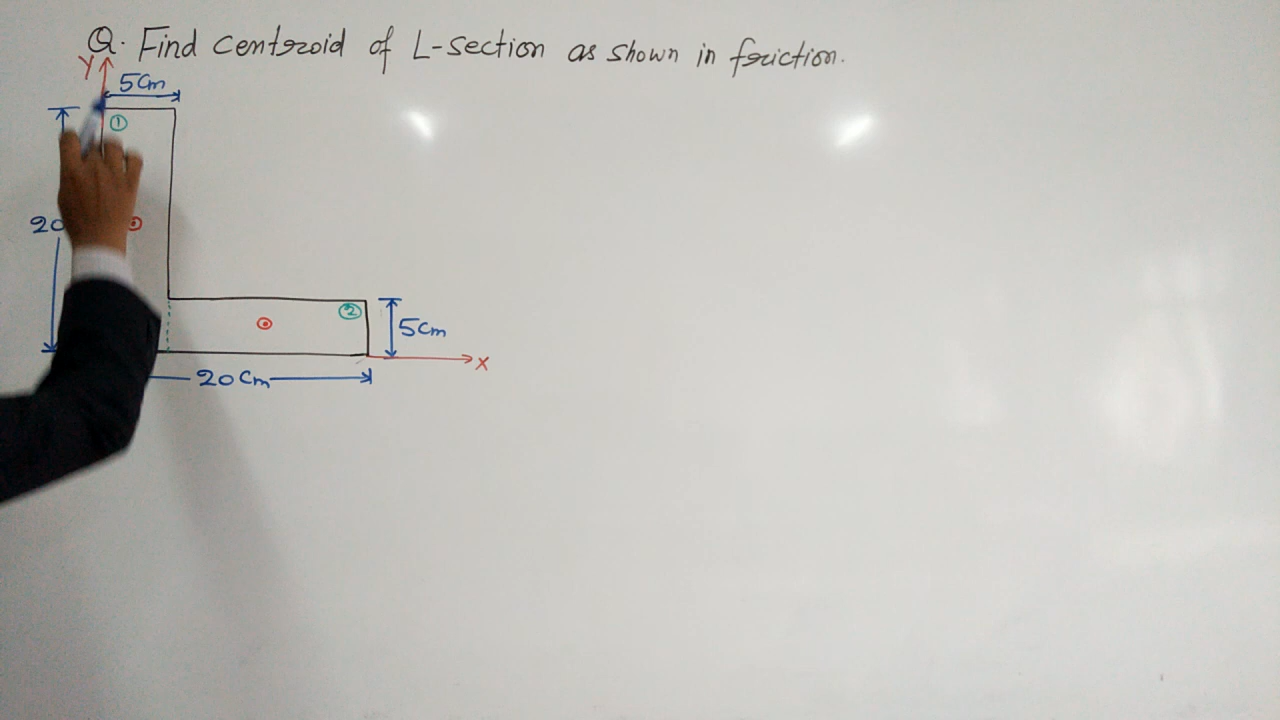 Q. Find Centroid of L-section as shown in friction.
Y
5cm
1
20
2
5cm
X
20cm